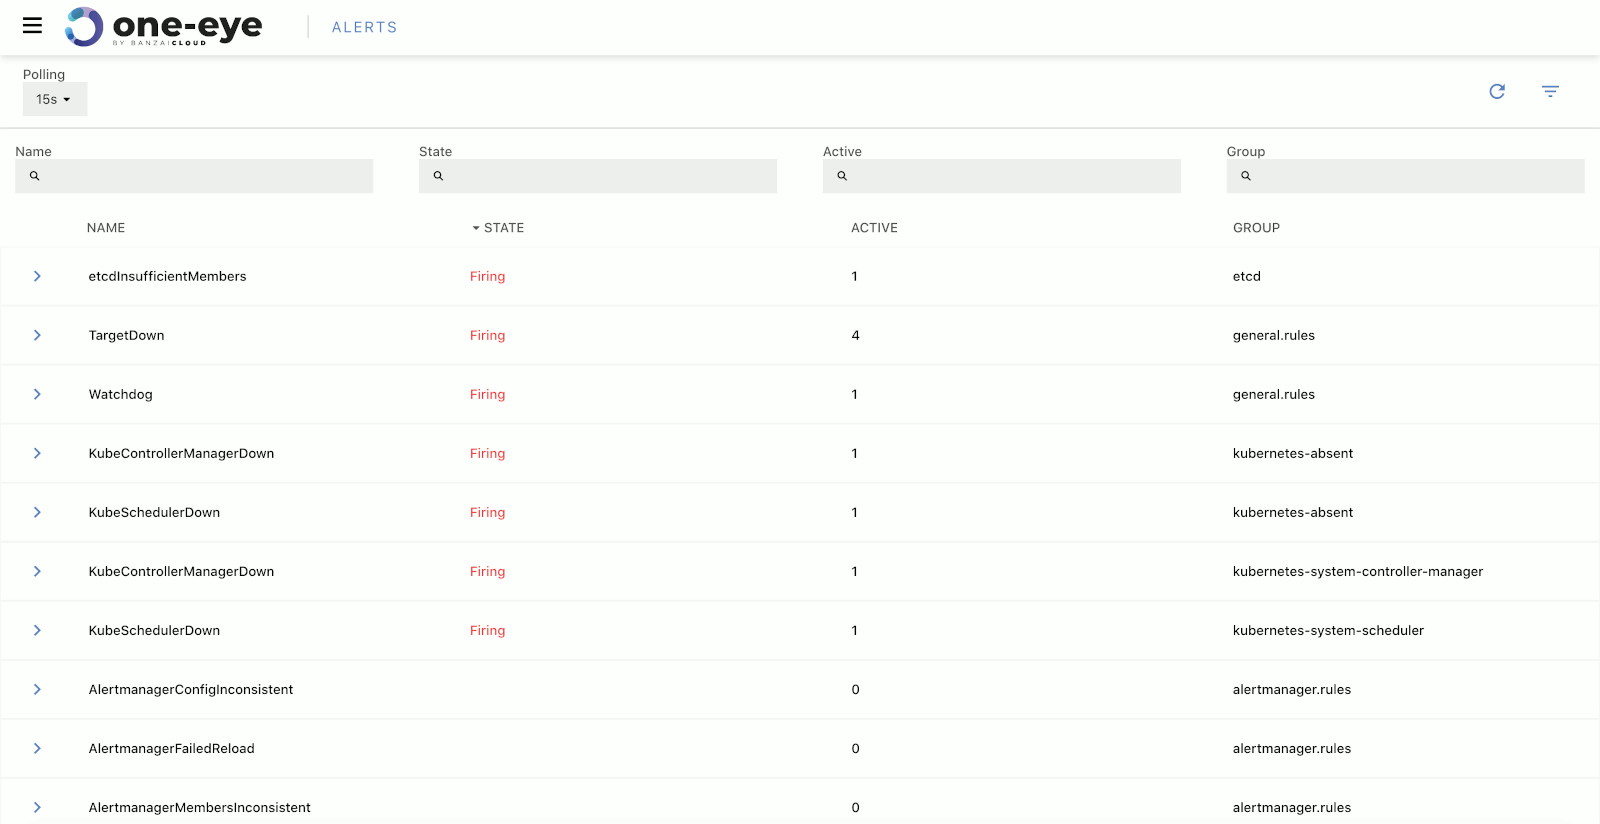 one-eye
BY BANZAICLOUD
ALERTS
Polling
15s
Name State Active Group
NAME STATE ACTIVE GROUP
etcdInsufficientMembers Firing 1 etcd
TargetDown Firing 4 general.rules
Watchdog Firing 1 general.rules
KubeControllerManagerDown Firing 1 kubernetes-absent
KubeSchedulerDown Firing 1 kubernetes-absent
KubeControllerManagerDown Firing 1 kubernetes-system-controller-manager
KubeSchedulerDown Firing 1 kubernetes-system-scheduler
AlertmanagerConfigInconsistent 0 alertmanager.rules
AlertmanagerFailedReload 0 alertmanager.rules
AlertmanagerMembersInconsistent 0 alertmanager.rules